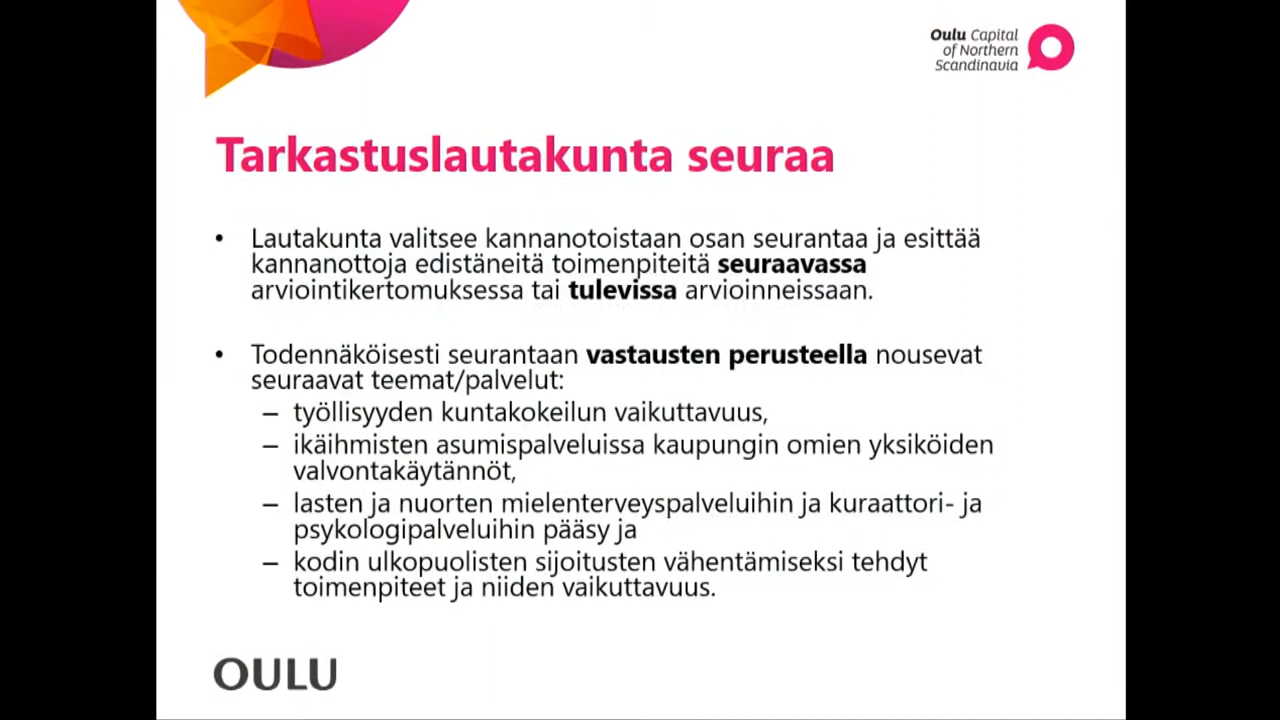 Oulu Capital
of Northern
Scandinavia
Tarkastuslautakunta seuraa
• Lautakunta valitsee kannanotoistaan osan seurantaa ja esittää
kannanottoja edistäneitä toimenpiteitä seuraavassa
arviointikertomuksessa tai tulevissa arvioinneissaan.
• Todennäköisesti seurantaan vastausten perusteella nousevat
seuraavat teemat/palvelut:
– työllisyyden kuntakokeilun vaikuttavuus,
– ikäihmisten asumispalveluissa kaupungin omien yksiköiden
valvontakäytännöt,
– lasten ja nuorten mielenterveyspalveluihin ja kuraattori- ja
psykologipalveluihin pääsy ja
– kodin ulkopuolisten sijoitusten vähentämiseksi tehdyt
toimenpiteet ja niiden vaikuttavuus.
OULU